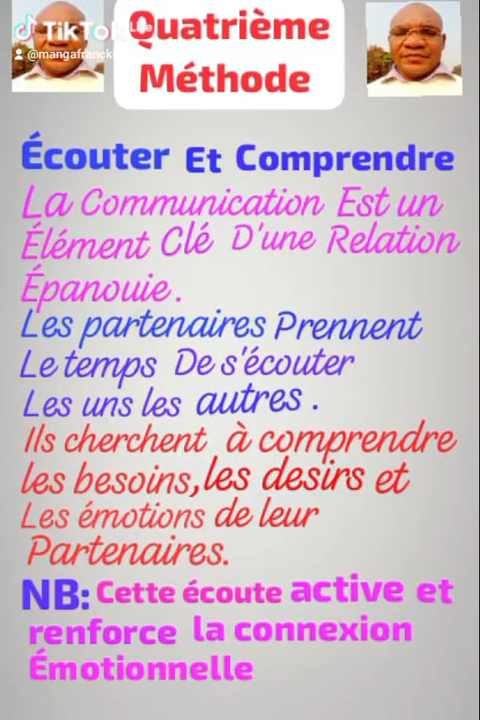 Quatrième
TikTok
@mangafranck
Méthode
Écouter Et Comprendre
La Communication Est un
Élément Clé D'une Relation
Épanouie.
Les partenaires Prennent
Le temps De s'écouter
Les uns les autres .
Ils cherchent à comprendre
les besoins, les desirs et
Les émotions de leur
Partenaires.
NB: Cette écoute active et
renforce la connexion
Émotionnelle